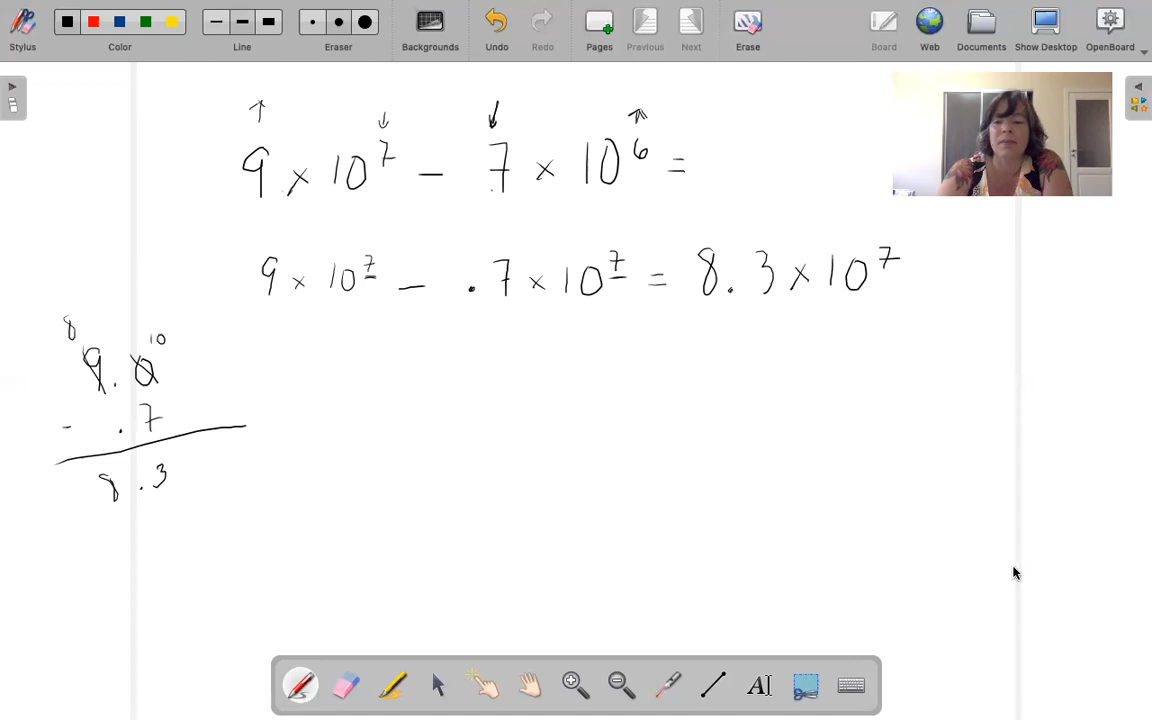 Stylus Color Line Eraser Backgrounds Undo Redo Pages Previous Next Erase Board Web Documents Show Desktop OpenBoard
↑ ↓ ↓ ↑
9 × 10⁷ − 7 × 10⁶ =
9 × 10⁷ − .7 × 10⁷ = 8.3 × 10⁷
8 10
9.0
- .7
8.3
A